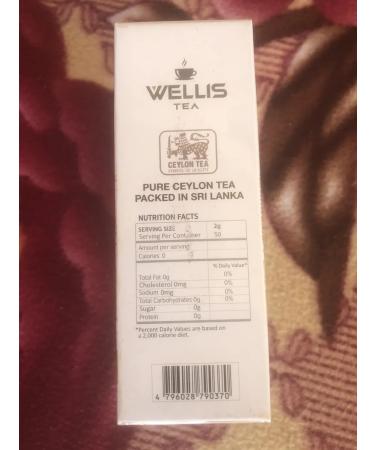 WELLIS
TEA
CEYLON TEA
SYMBOL OF QUALITY
PURE CEYLON TEA
PACKED IN SRI LANKA
NUTRITION FACTS
SERVING SIZE 2g
Serving Per Container 50
Amount per serving
Calories 0
% Daily Value*
Total Fat 0g 0%
Cholesterol 0mg 0%
Sodium 0mg 0%
Total Carbohydrates 0g 0%
Sugar 0g
Protein 0g
*Percent Daily Values are based on
a 2,000 calorie diet.
4 796028 790370